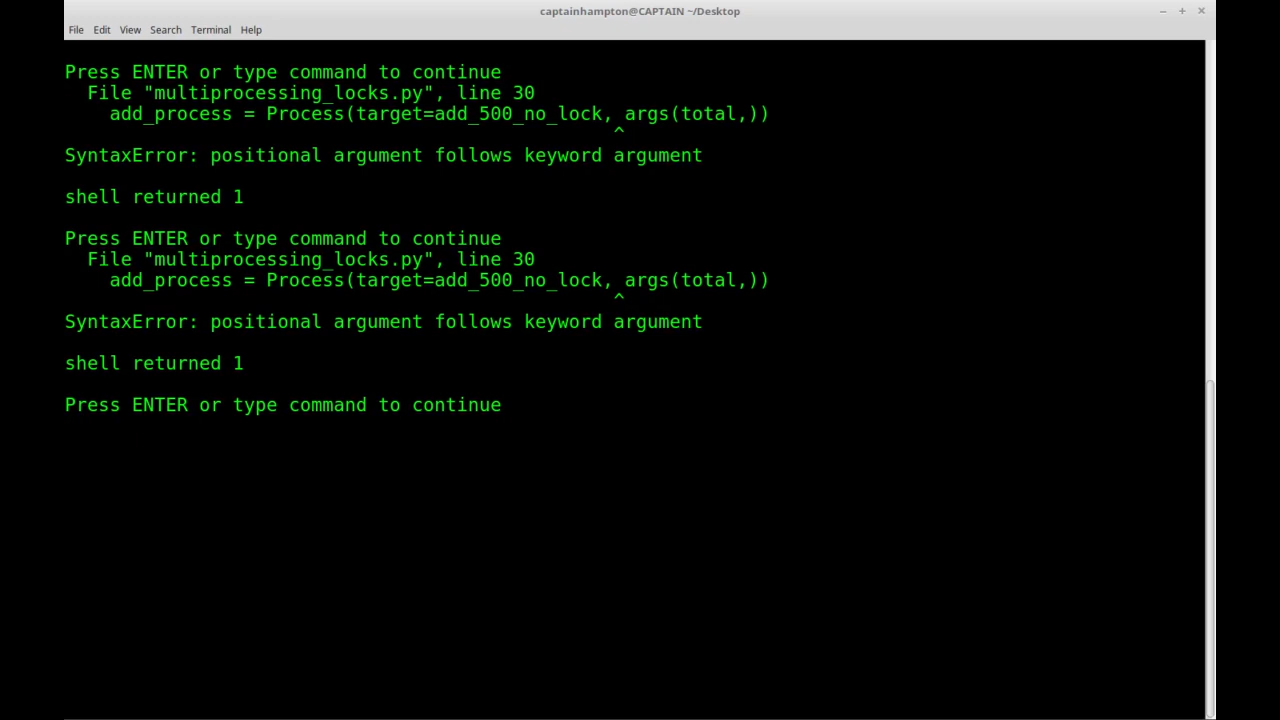 captainhampton@CAPTAIN ~/Desktop
File Edit View Search Terminal Help
Press ENTER or type command to continue
  File "multiprocessing_locks.py", line 30
    add_process = Process(target=add_500_no_lock, args(total,))
                                                 ^
SyntaxError: positional argument follows keyword argument
shell returned 1
Press ENTER or type command to continue
  File "multiprocessing_locks.py", line 30
    add_process = Process(target=add_500_no_lock, args(total,))
                                                 ^
SyntaxError: positional argument follows keyword argument
shell returned 1
Press ENTER or type command to continue